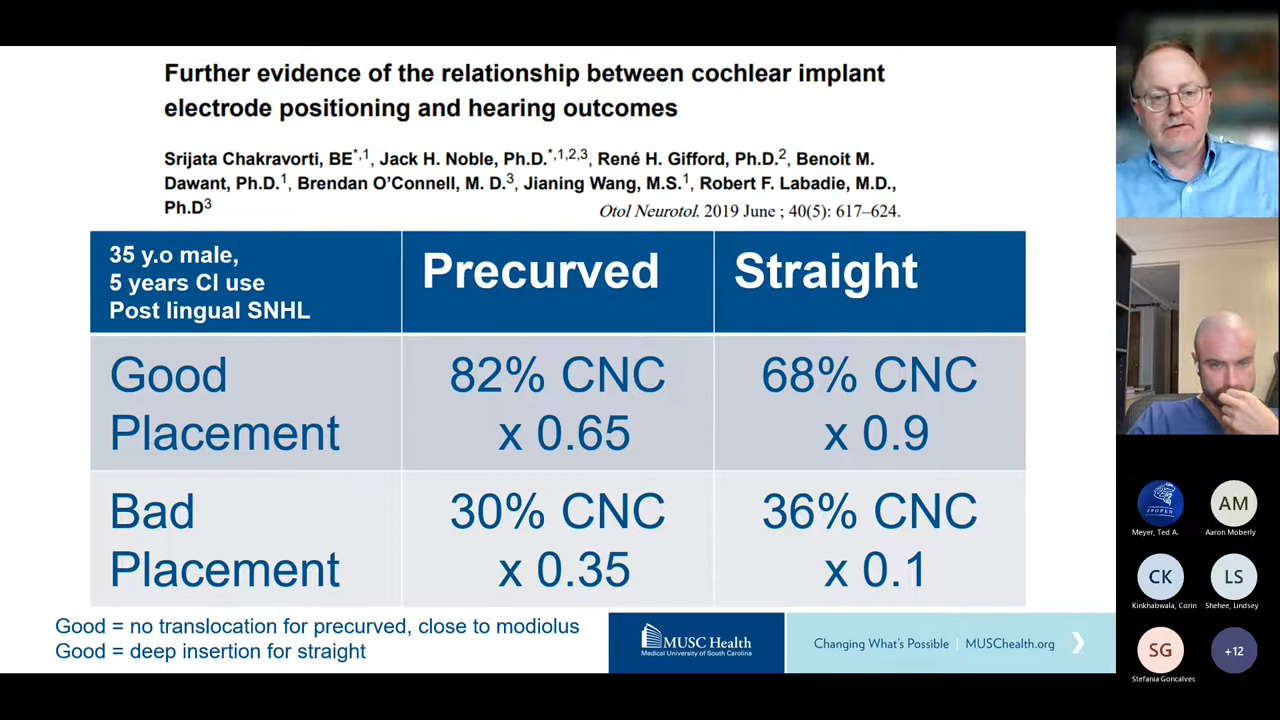 Further evidence of the relationship between cochlear implant
electrode positioning and hearing outcomes
Srijata Chakravorti, BE*,1, Jack H. Noble, Ph.D.*,1,2,3, René H. Gifford, Ph.D.2, Benoit M.
Dawant, Ph.D.1, Brendan O'Connell, M. D.3, Jianing Wang, M.S.1, Robert F. Labadie, M.D.,
Ph.D3
Otol Neurotol. 2019 June ; 40(5): 617–624.
35 y.o male,
5 years CI use
Post lingual SNHL
Precurved
Straight
Good
Placement
82% CNC
x 0.65
68% CNC
x 0.9
Bad
Placement
30% CNC
x 0.35
36% CNC
x 0.1
Good = no translocation for precurved, close to modiolus
Good = deep insertion for straight
MUSC Health
Medical University of South Carolina
Changing What's Possible | MUSChealth.org
PROPEL
Meyer, Ted A.
AM
Aaron Moberly
CK
Kinkhabwala, Corin
LS
Shehee, Lindsey
SG
Stefania Goncalves
+12